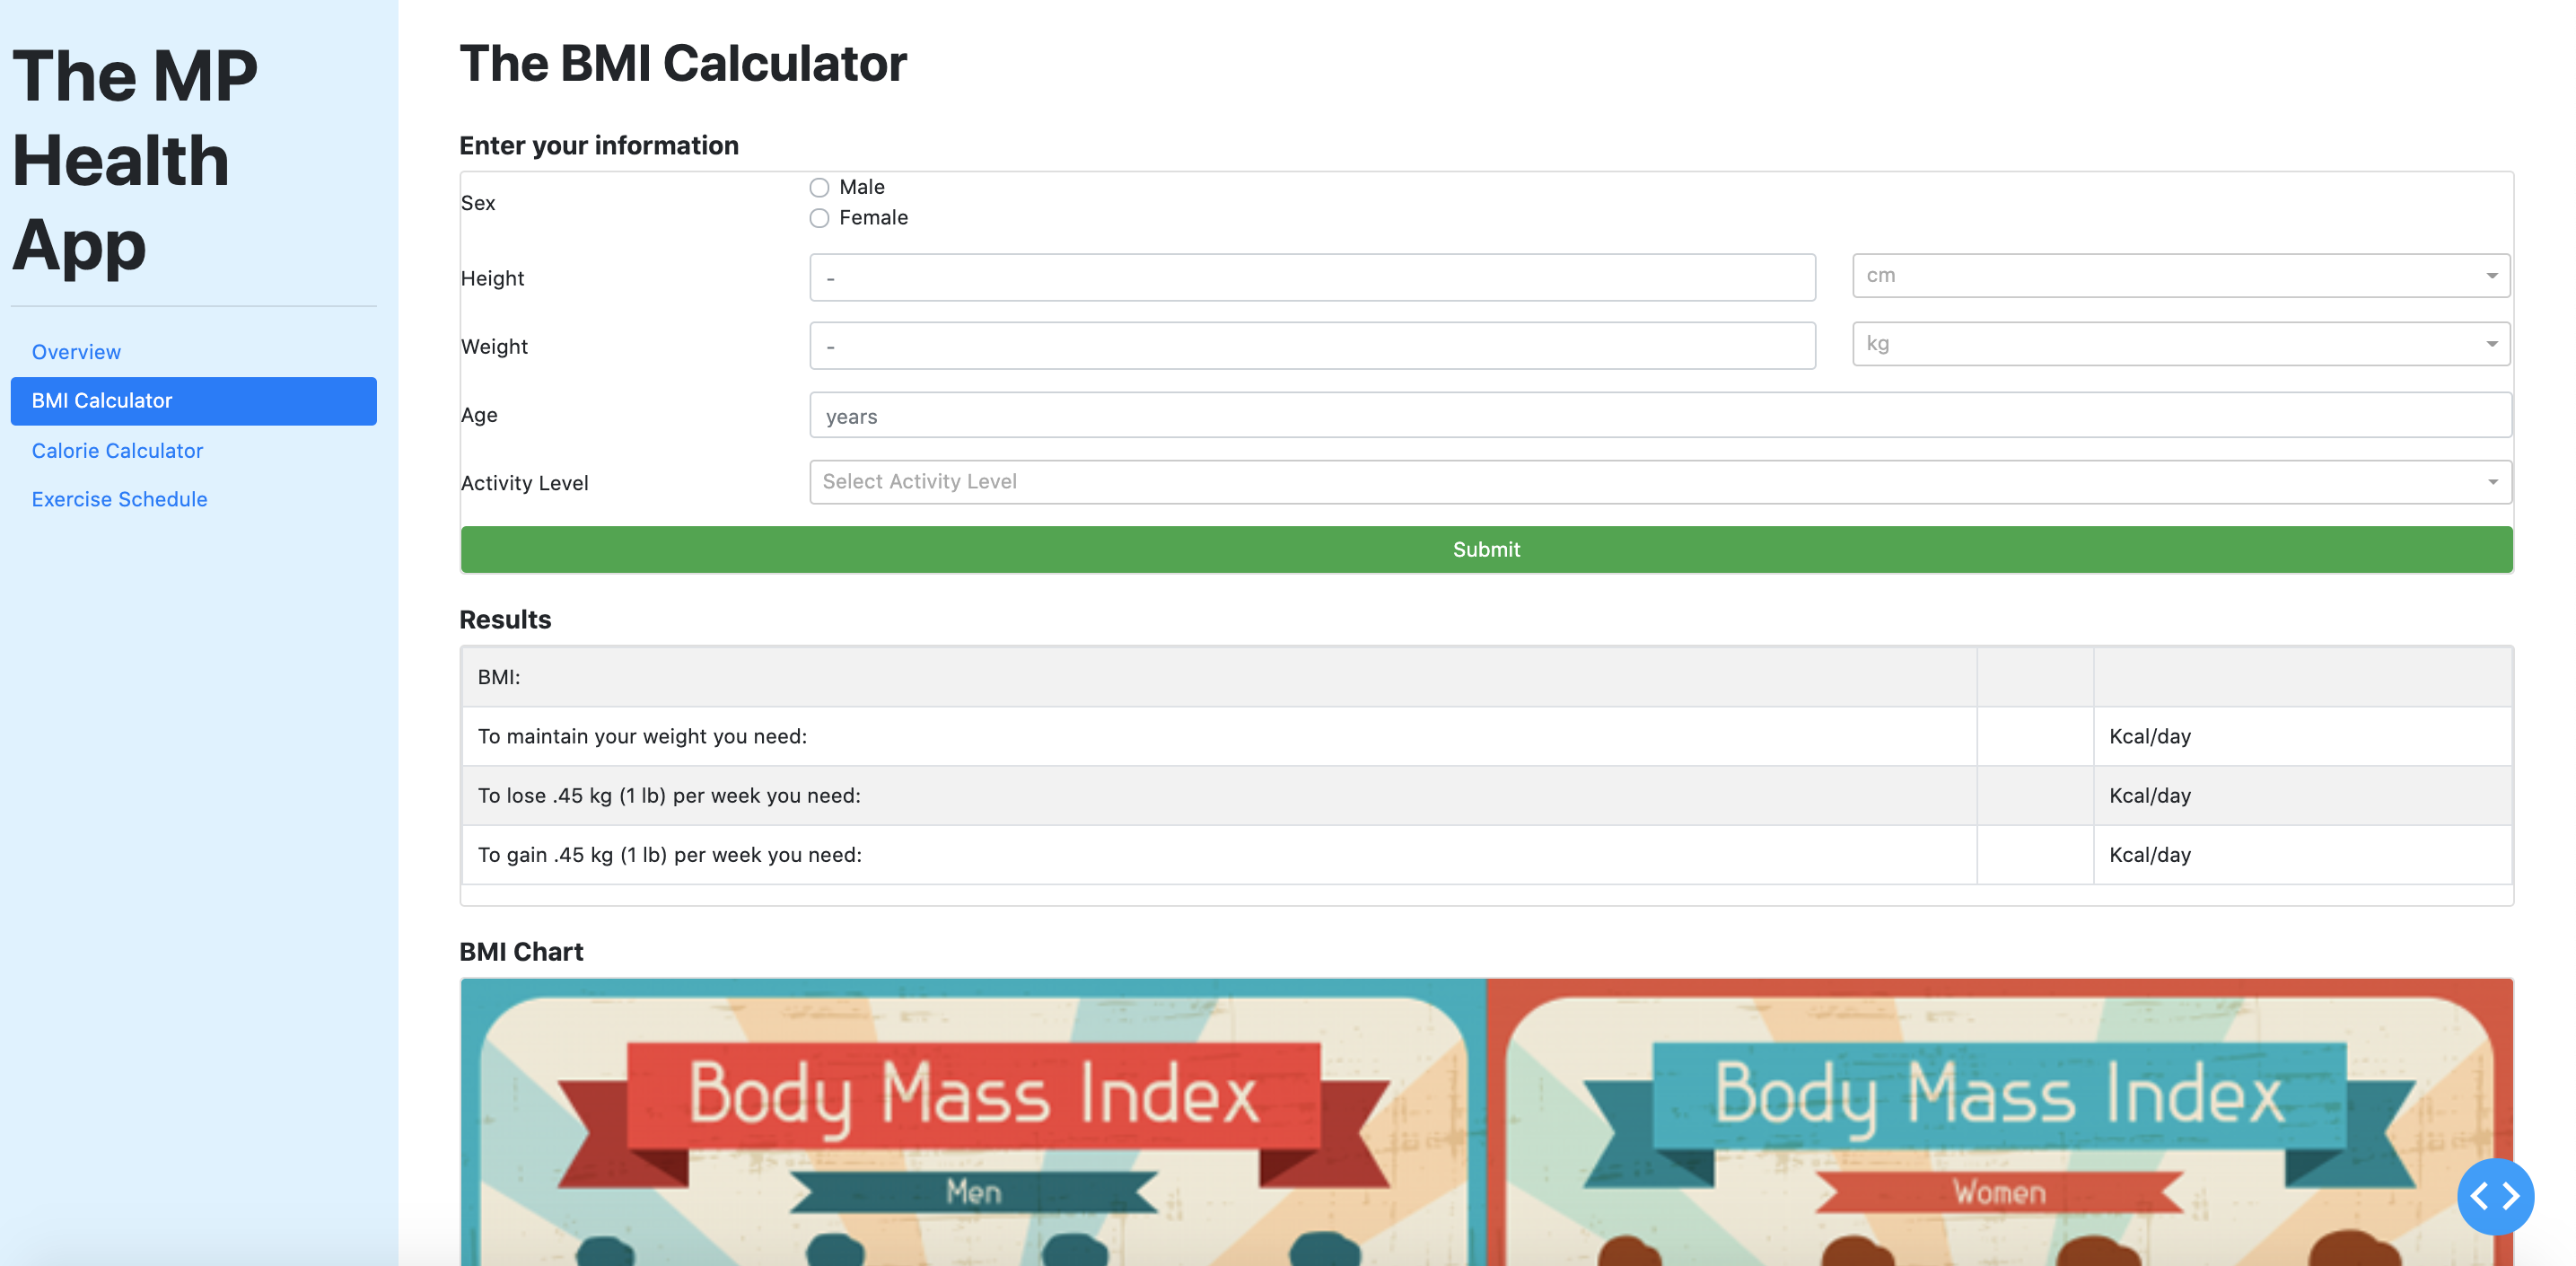 The MP
Health
App
Overview
BMI Calculator
Calorie Calculator
Exercise Schedule
The BMI Calculator
Enter your information
Sex
Male
Female
Height - cm
Weight - kg
Age years
Activity Level Select Activity Level
Submit
Results
BMI:
To maintain your weight you need: Kcal/day
To lose .45 kg (1 lb) per week you need: Kcal/day
To gain .45 kg (1 lb) per week you need: Kcal/day
BMI Chart
Body Mass Index
Men
Body Mass Index
Women